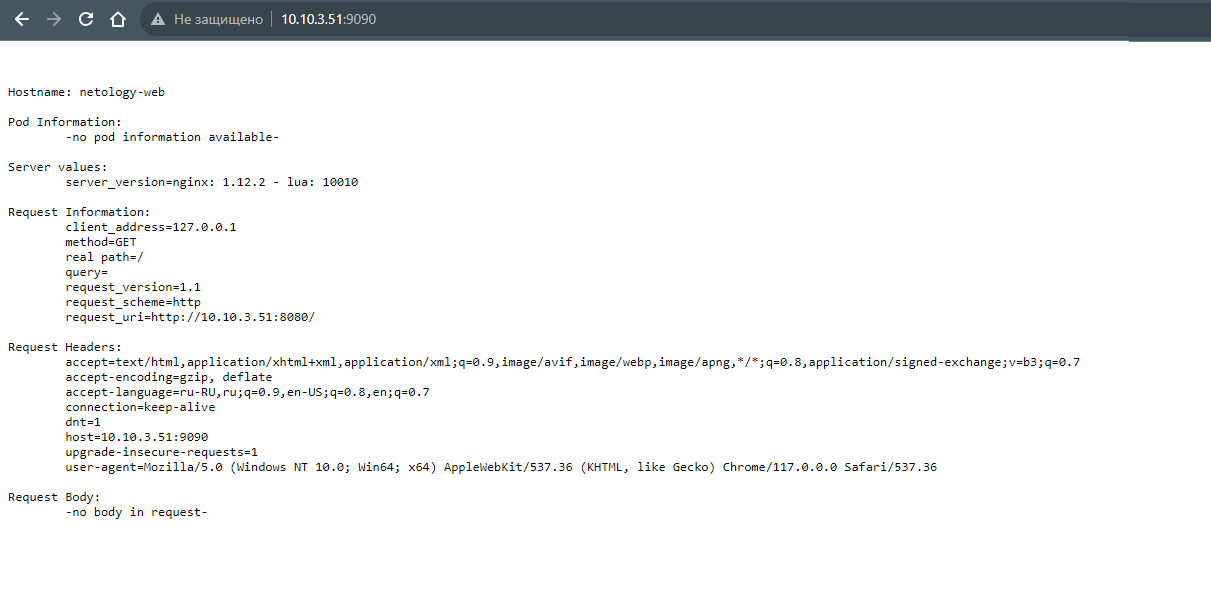 Не защищено 10.10.3.51:9090
Hostname: netology-web
Pod Information:
-no pod information available-
Server values:
server_version=nginx: 1.12.2 - lua: 10010
Request Information:
client_address=127.0.0.1
method=GET
real path=/
query=
request_version=1.1
request_scheme=http
request_uri=http://10.10.3.51:8080/
Request Headers:
accept=text/html,application/xhtml+xml,application/xml;q=0.9,image/avif,image/webp,image/apng,*/*;q=0.8,application/signed-exchange;v=b3;q=0.7
accept-encoding=gzip, deflate
accept-language=ru-RU,ru;q=0.9,en-US;q=0.8,en;q=0.7
connection=keep-alive
dnt=1
host=10.10.3.51:9090
upgrade-insecure-requests=1
user-agent=Mozilla/5.0 (Windows NT 10.0; Win64; x64) AppleWebKit/537.36 (KHTML, like Gecko) Chrome/117.0.0.0 Safari/537.36
Request Body:
-no body in request-